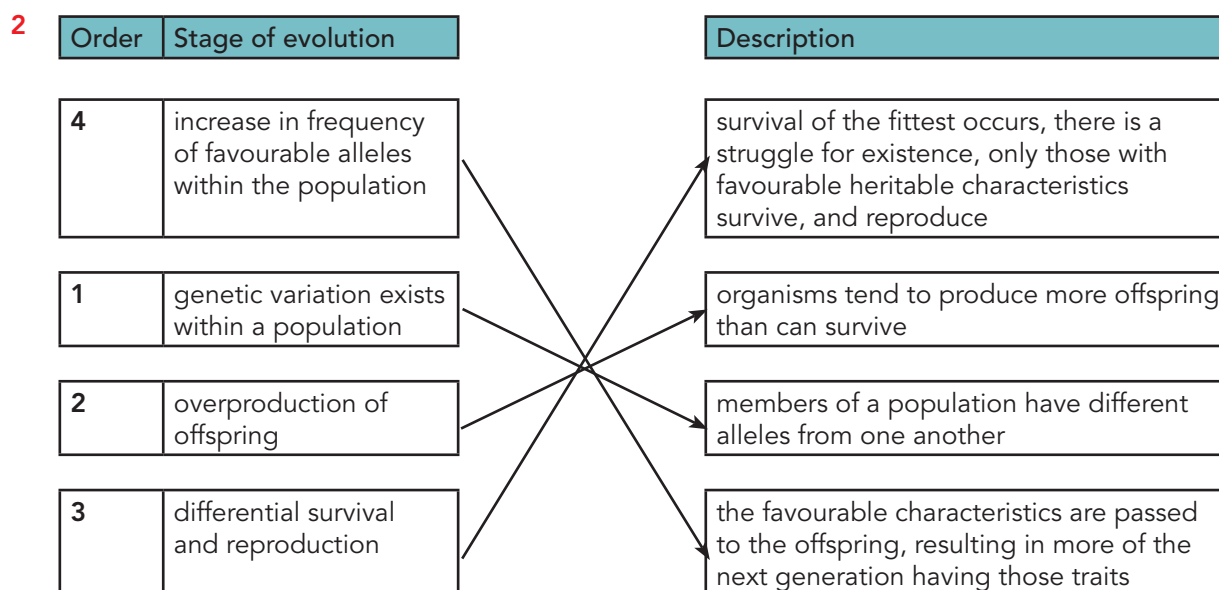 2
Order Stage of evolution
Description
4 increase in frequency
of favourable alleles
within the population
survival of the fittest occurs, there is a
struggle for existence, only those with
favourable heritable characteristics
survive, and reproduce
1 genetic variation exists
within a population
organisms tend to produce more offspring
than can survive
2 overproduction of
offspring
members of a population have different
alleles from one another
3 differential survival
and reproduction
the favourable characteristics are passed
to the offspring, resulting in more of the
next generation having those traits